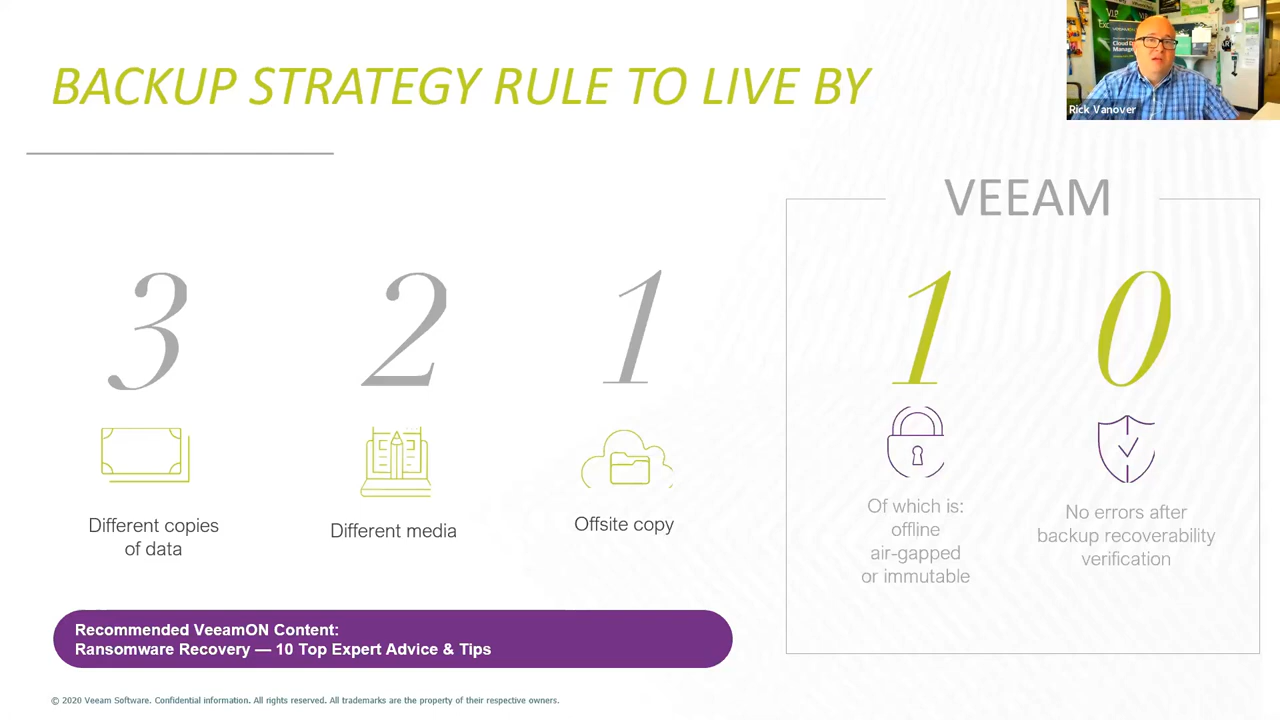 BACKUP STRATEGY RULE TO LIVE BY
Rick Vanover
VEEAM
3
2
1
1
0
Different copies
of data
Different media
Offsite copy
Of which is:
offline
air-gapped
or immutable
No errors after
backup recoverability
verification
Recommended VeeamON Content:
Ransomware Recovery — 10 Top Expert Advice & Tips
© 2020 Veeam Software. Confidential information. All rights reserved. All trademarks are the property of their respective owners.